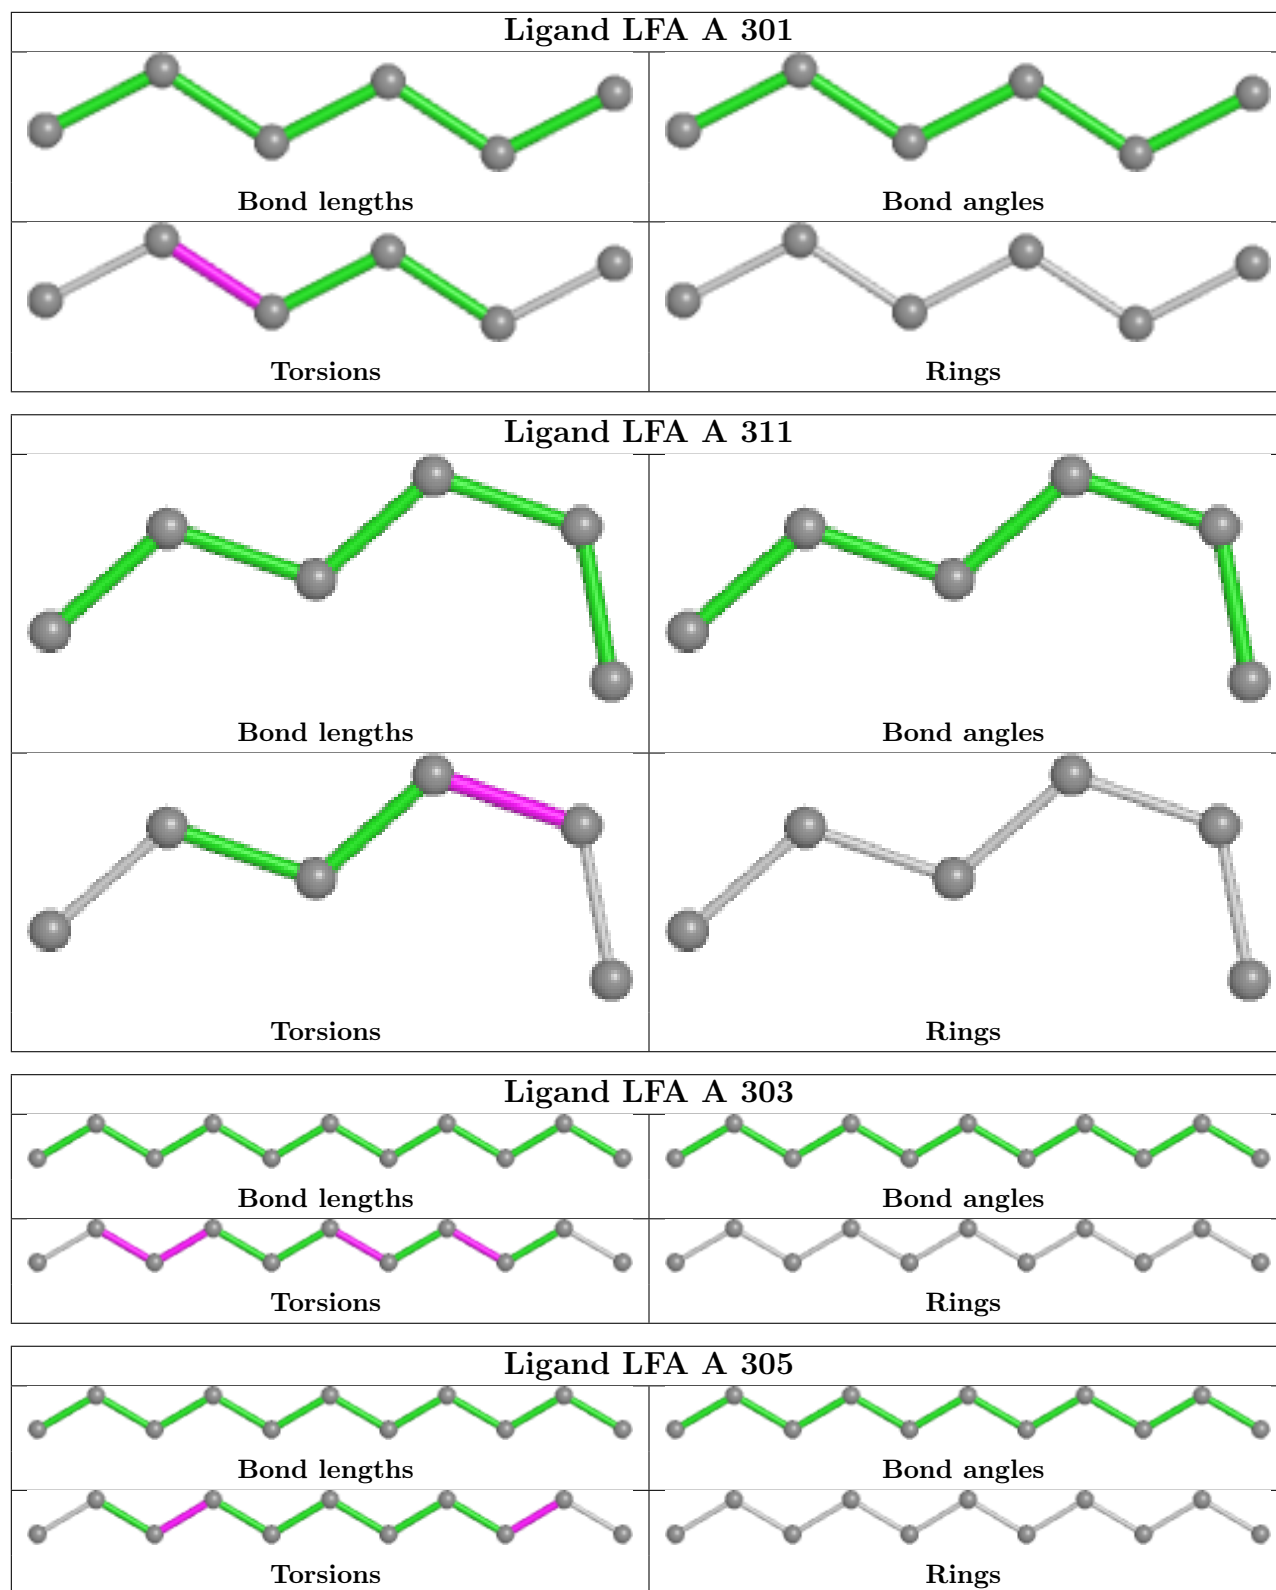 Ligand LFA A 301
Bond lengths
Bond angles
Torsions
Rings
Ligand LFA A 311
Bond lengths
Bond angles
Torsions
Rings
Ligand LFA A 303
Bond lengths
Bond angles
Torsions
Rings
Ligand LFA A 305
Bond lengths
Bond angles
Torsions
Rings